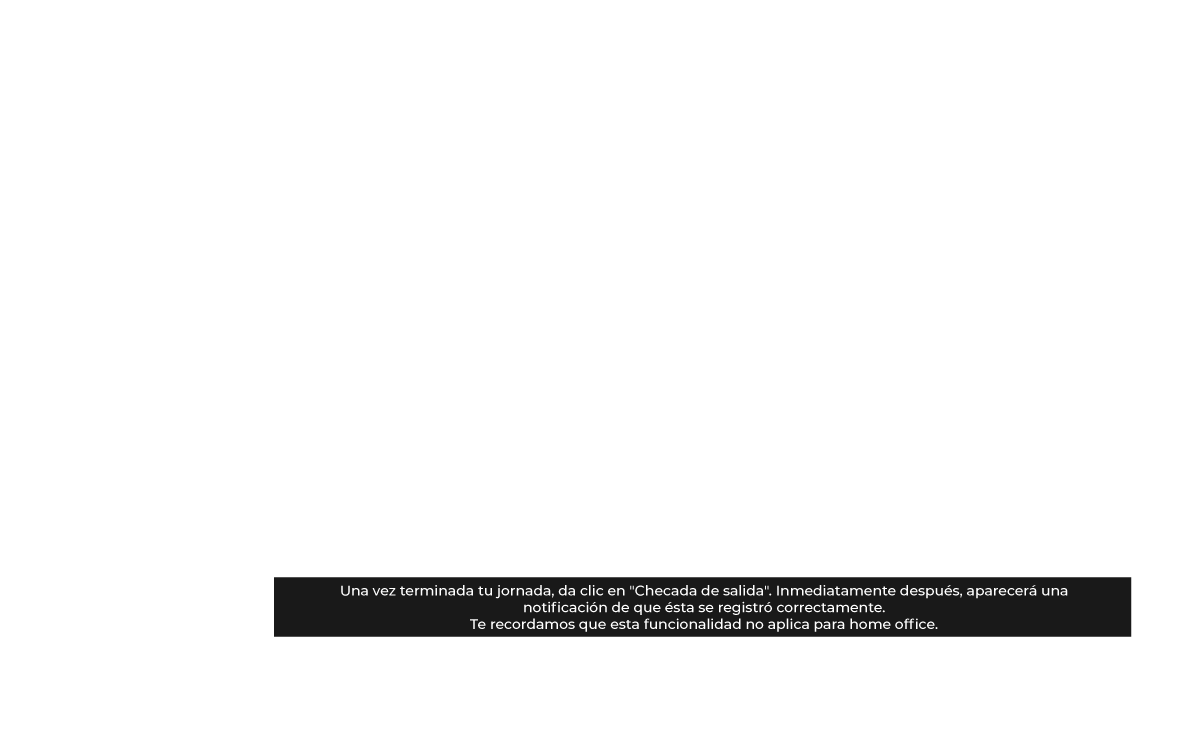 Una vez terminada tu jornada, da clic en "Checada de salida". Inmediatamente después, aparecerá una
notificación de que ésta se registró correctamente.
Te recordamos que esta funcionalidad no aplica para home office.